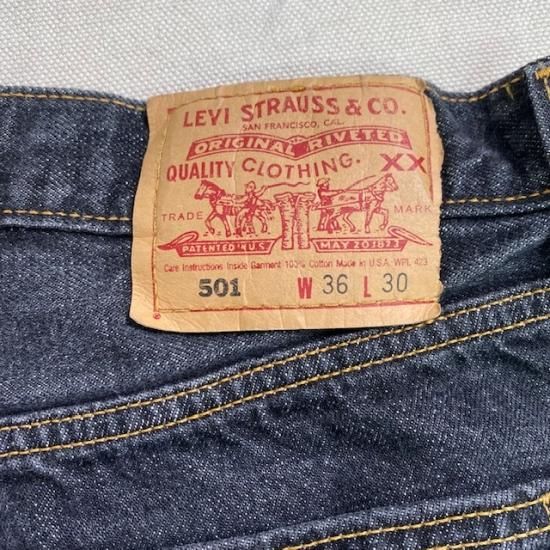 LEVI STRAUSS & CO.
SAN FRANCISCO, CAL.
ORIGINAL RIVETED
QUALITY CLOTHING. XX
TRADE MARK
PATENTED IN U.S. MAY 20 1873
Care Instructions Inside Garment 100% Cotton Made in U.S.A. WPL 423
501 W 36 L 30